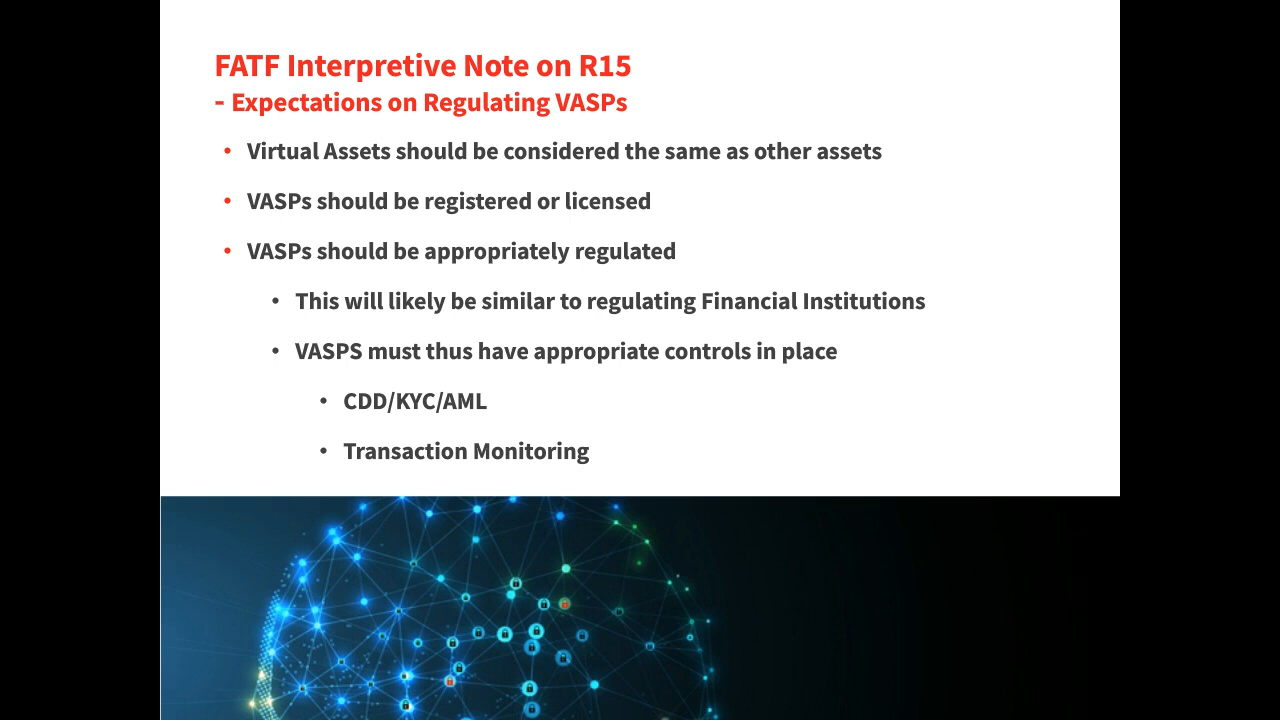 FATF Interpretive Note on R15
- Expectations on Regulating VASPs
• Virtual Assets should be considered the same as other assets
• VASPs should be registered or licensed
• VASPs should be appropriately regulated
• This will likely be similar to regulating Financial Institutions
• VASPS must thus have appropriate controls in place
• CDD/KYC/AML
• Transaction Monitoring